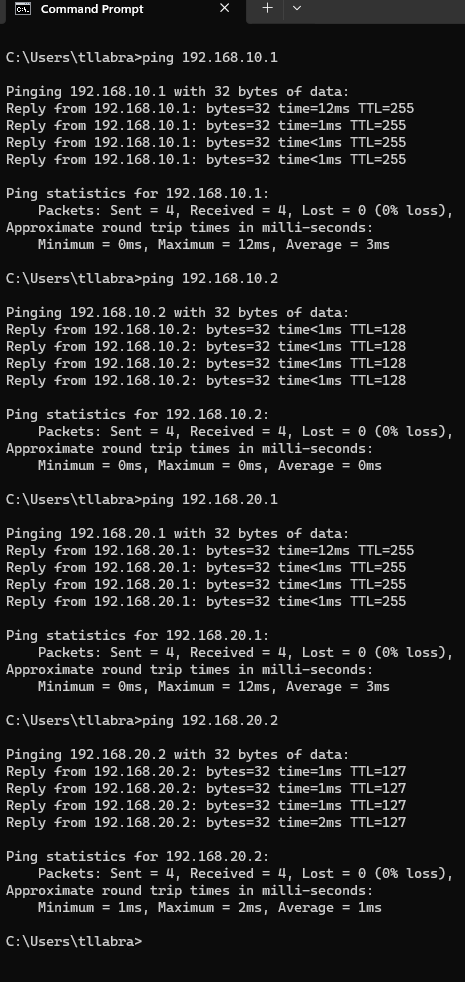 Command Prompt
C:\Users\tllabra>ping 192.168.10.1
Pinging 192.168.10.1 with 32 bytes of data:
Reply from 192.168.10.1: bytes=32 time=12ms TTL=255
Reply from 192.168.10.1: bytes=32 time=1ms TTL=255
Reply from 192.168.10.1: bytes=32 time<1ms TTL=255
Reply from 192.168.10.1: bytes=32 time<1ms TTL=255
Ping statistics for 192.168.10.1:
    Packets: Sent = 4, Received = 4, Lost = 0 (0% loss),
Approximate round trip times in milli-seconds:
    Minimum = 0ms, Maximum = 12ms, Average = 3ms
C:\Users\tllabra>ping 192.168.10.2
Pinging 192.168.10.2 with 32 bytes of data:
Reply from 192.168.10.2: bytes=32 time<1ms TTL=128
Reply from 192.168.10.2: bytes=32 time<1ms TTL=128
Reply from 192.168.10.2: bytes=32 time<1ms TTL=128
Reply from 192.168.10.2: bytes=32 time<1ms TTL=128
Ping statistics for 192.168.10.2:
    Packets: Sent = 4, Received = 4, Lost = 0 (0% loss),
Approximate round trip times in milli-seconds:
    Minimum = 0ms, Maximum = 0ms, Average = 0ms
C:\Users\tllabra>ping 192.168.20.1
Pinging 192.168.20.1 with 32 bytes of data:
Reply from 192.168.20.1: bytes=32 time=12ms TTL=255
Reply from 192.168.20.1: bytes=32 time<1ms TTL=255
Reply from 192.168.20.1: bytes=32 time<1ms TTL=255
Reply from 192.168.20.1: bytes=32 time<1ms TTL=255
Ping statistics for 192.168.20.1:
    Packets: Sent = 4, Received = 4, Lost = 0 (0% loss),
Approximate round trip times in milli-seconds:
    Minimum = 0ms, Maximum = 12ms, Average = 3ms
C:\Users\tllabra>ping 192.168.20.2
Pinging 192.168.20.2 with 32 bytes of data:
Reply from 192.168.20.2: bytes=32 time=1ms TTL=127
Reply from 192.168.20.2: bytes=32 time=1ms TTL=127
Reply from 192.168.20.2: bytes=32 time=1ms TTL=127
Reply from 192.168.20.2: bytes=32 time=2ms TTL=127
Ping statistics for 192.168.20.2:
    Packets: Sent = 4, Received = 4, Lost = 0 (0% loss),
Approximate round trip times in milli-seconds:
    Minimum = 1ms, Maximum = 2ms, Average = 1ms
C:\Users\tllabra>